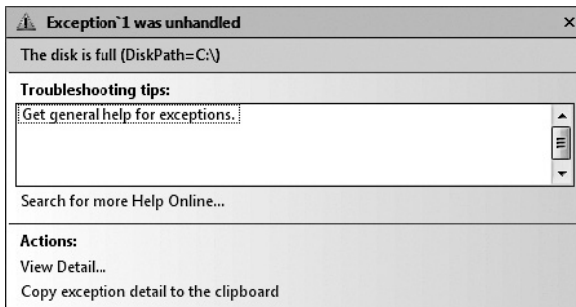 Exception`1 was unhandled
The disk is full (DiskPath=C:\)
Troubleshooting tips:
Get general help for exceptions.
Search for more Help Online...
Actions:
View Detail...
Copy exception detail to the clipboard